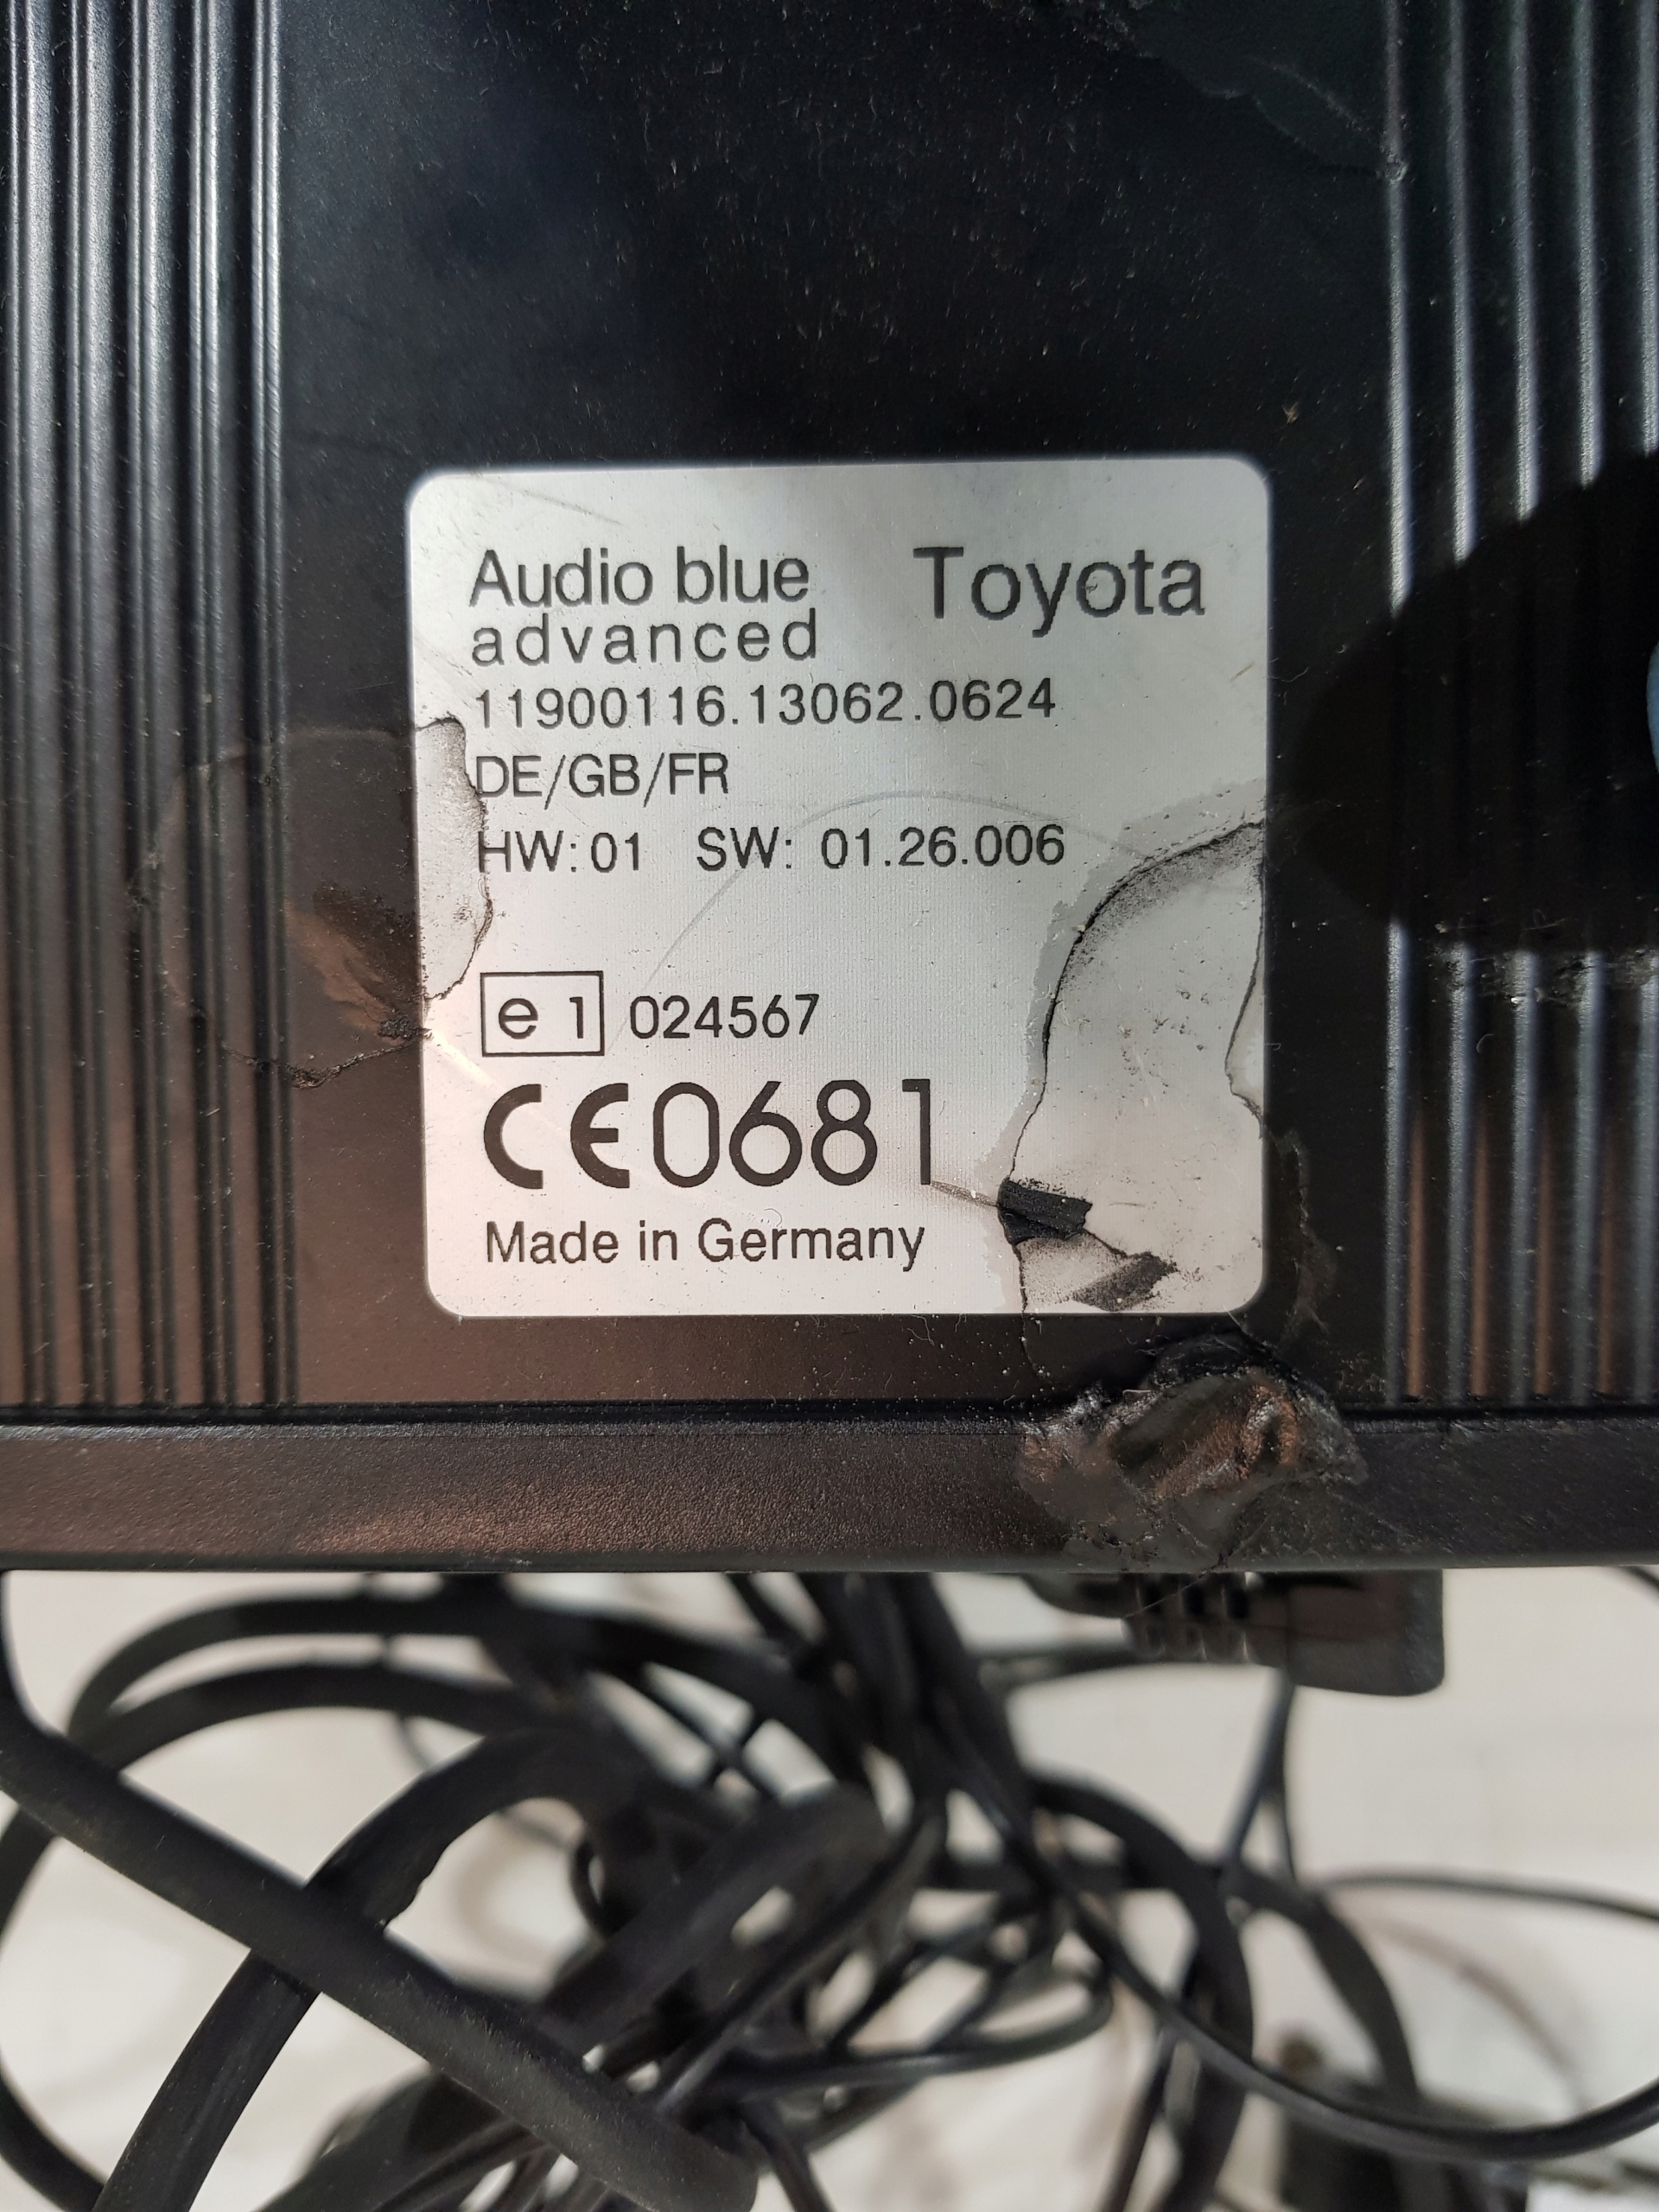 Audio blue Toyota
advanced
11900116.13062.0624
DE/GB/FR
HW: 01 SW: 01.26.006
e 1 024567
CE0681
Made in Germany